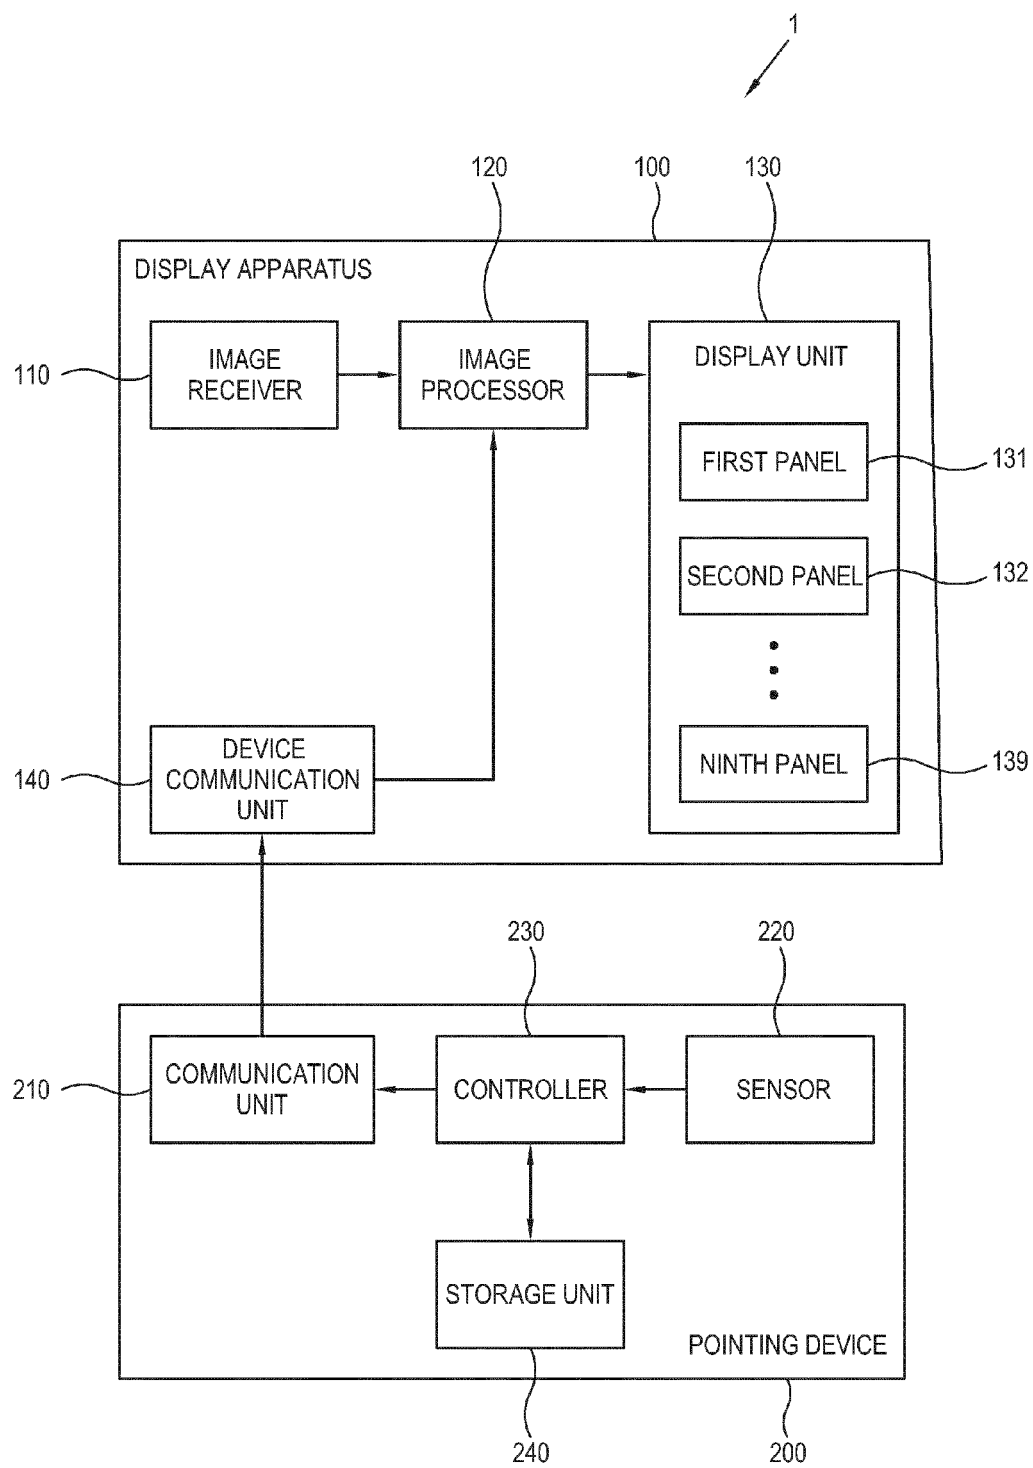 1
120
100
130
DISPLAY APPARATUS
IMAGE
RECEIVER
110
IMAGE
PROCESSOR
DISPLAY UNIT
FIRST PANEL
131
SECOND PANEL
132
NINTH PANEL
139
DEVICE
COMMUNICATION
UNIT
140
230
220
COMMUNICATION
UNIT
210
CONTROLLER
SENSOR
STORAGE UNIT
POINTING DEVICE
240
200